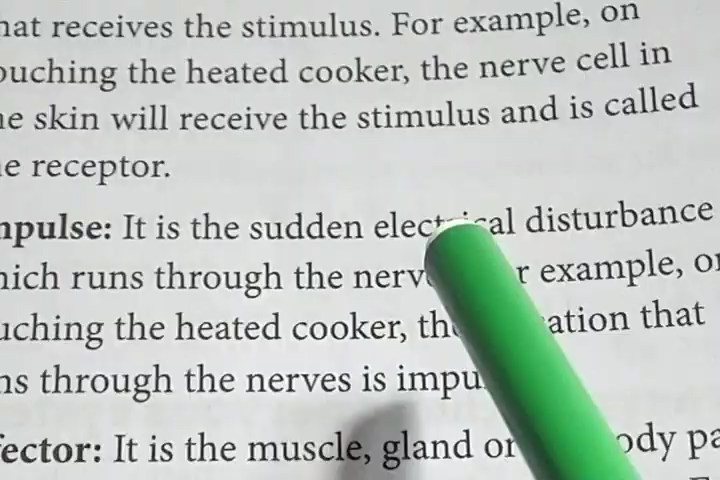 hat receives the stimulus. For example, on
ouching the heated cooker, the nerve cell in
e skin will receive the stimulus and is called
e receptor.
mpulse: It is the sudden electrical disturbance
hich runs through the nerv r example, or
uching the heated cooker, th ation that
ns through the nerves is impu
fector: It is the muscle, gland or ody pa